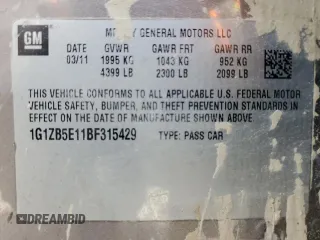 GM
GENERAL MOTORS LLC
DATE GVWR GAWR FRT GAWR RR
03/11 1995 KG 1043 KG 952 KG
4399 LB 2300 LB 2099 LB
THIS VEHICLE CONFORMS TO ALL APPLICABLE U.S. FEDERAL MOTOR
VEHICLE SAFETY, BUMPER, AND THEFT PREVENTION STANDARDS IN
EFFECT ON THE DATE OF MANUFACTURE SHOWN ABOVE
1G1ZB5E11BF315429 TYPE: PASS CAR
DREAMBID